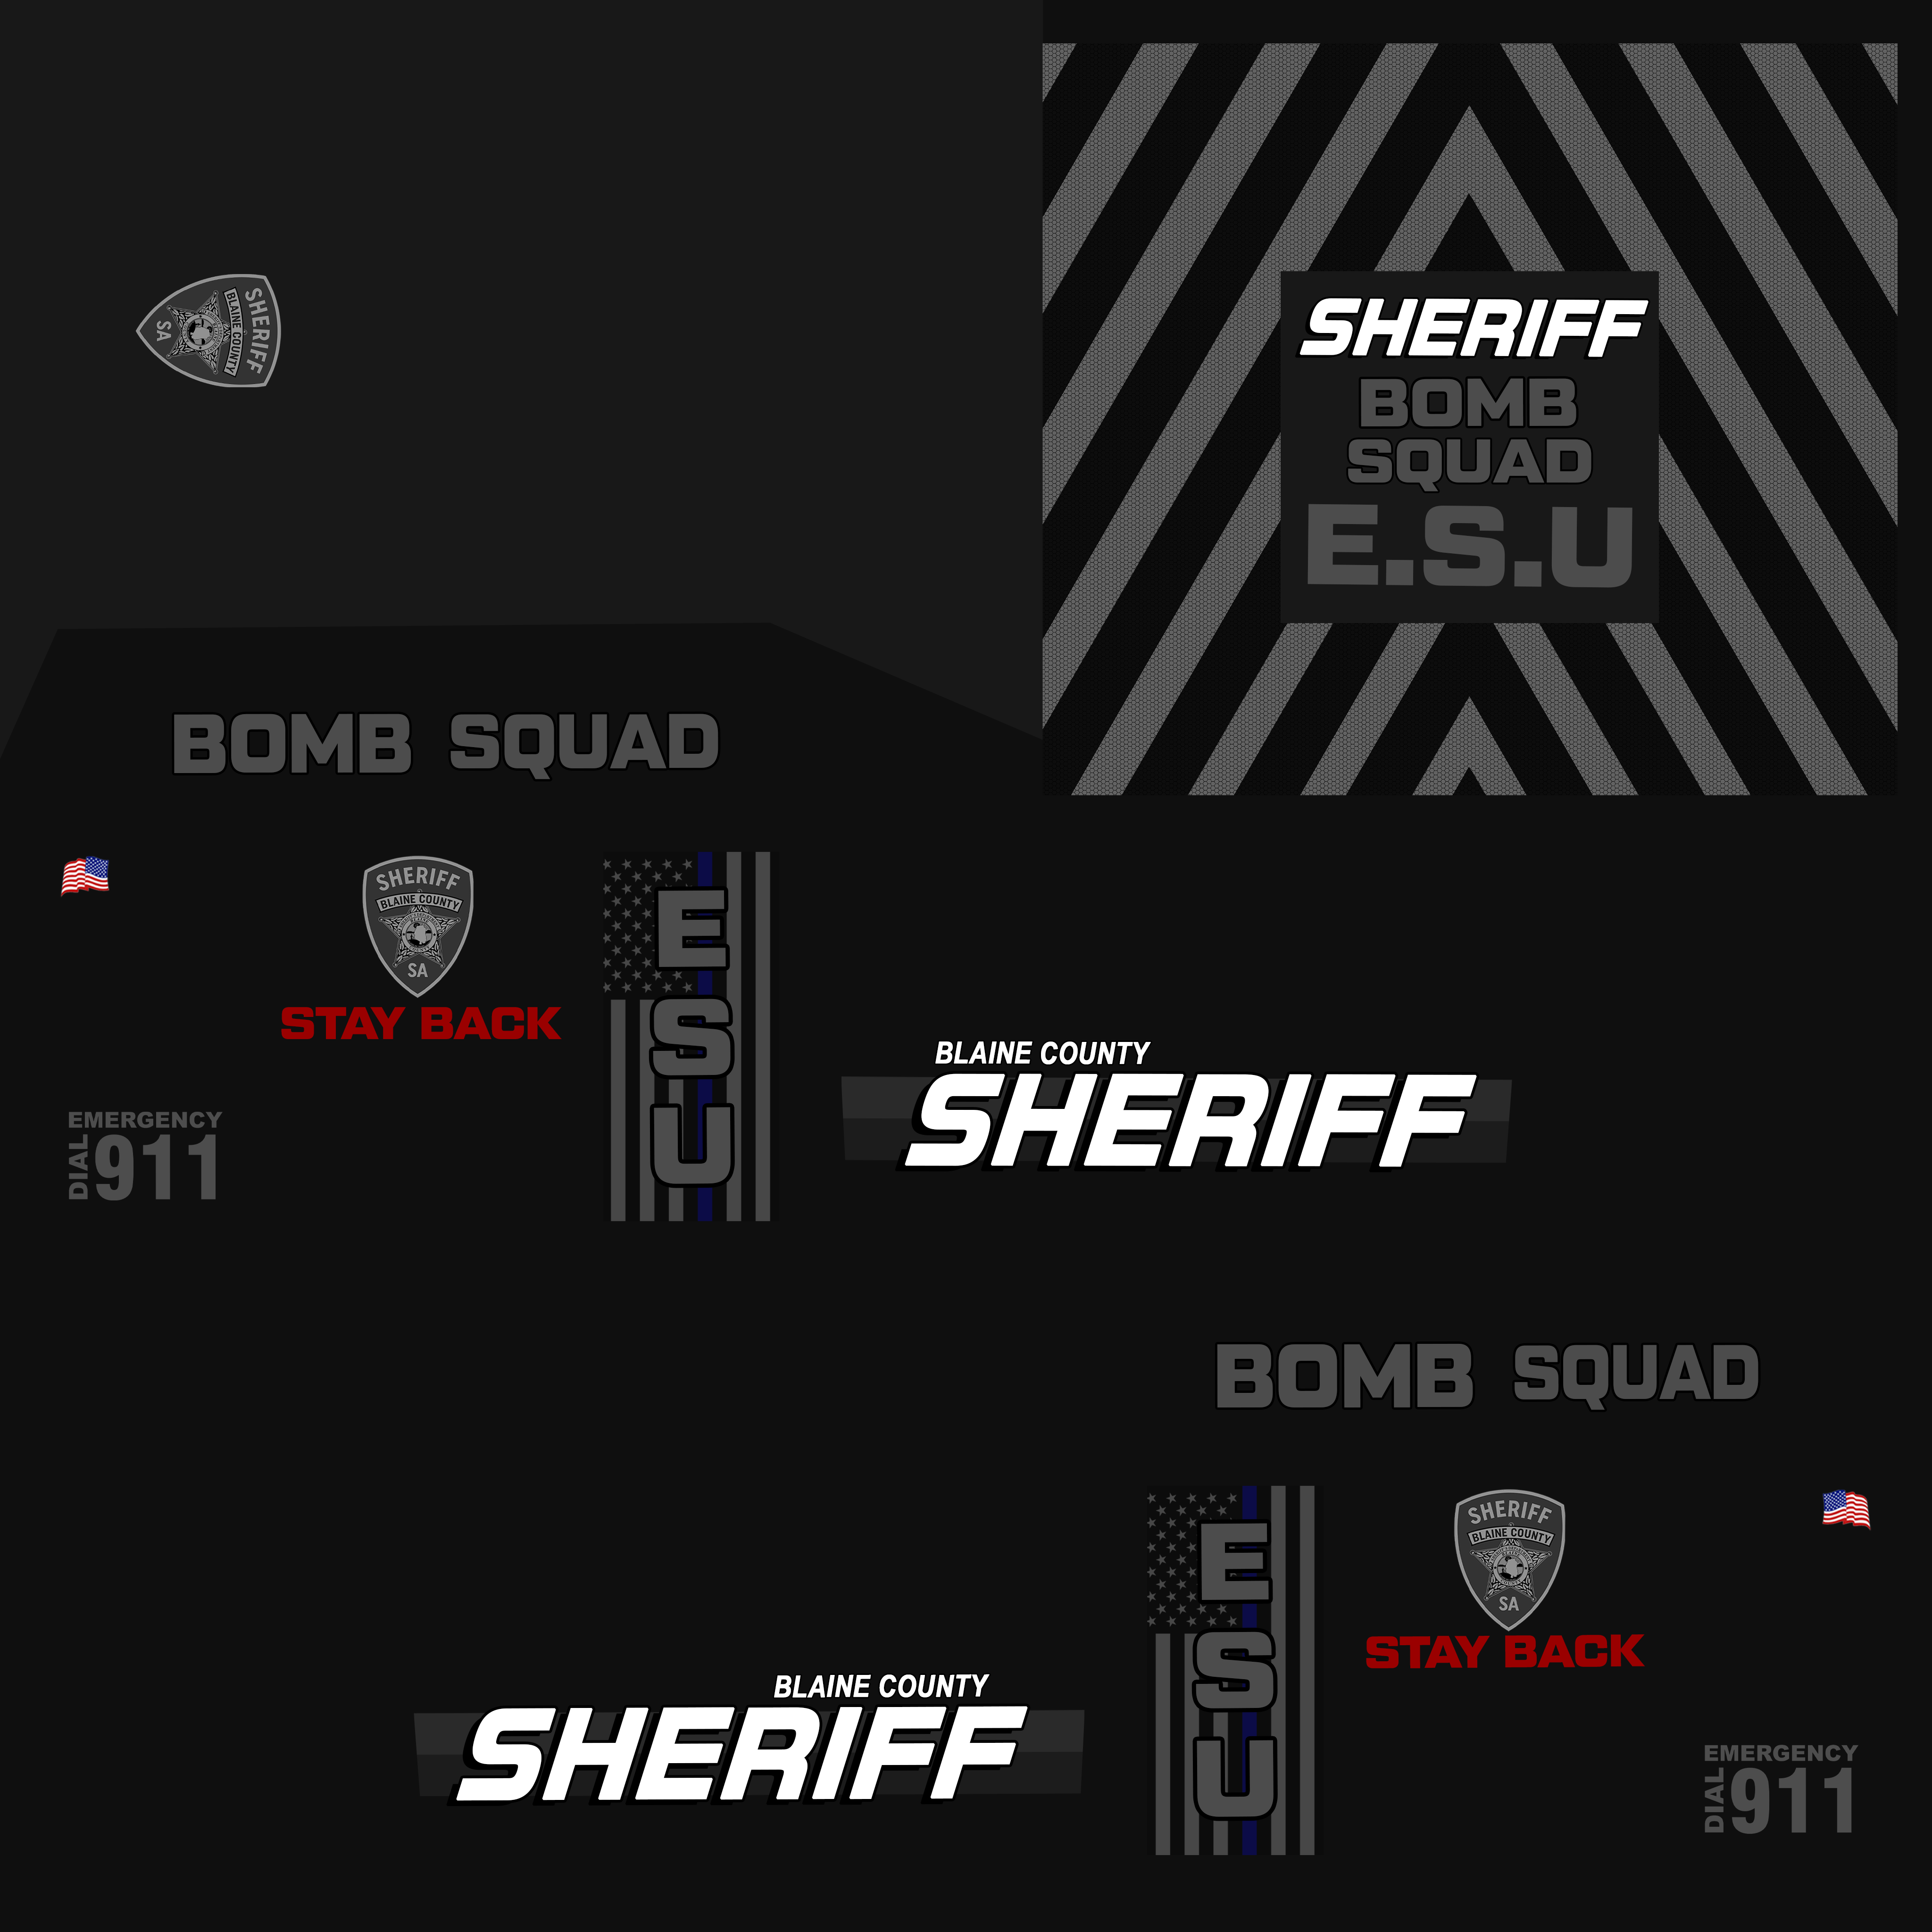 SHERIFF
BLAINE COUNTY
SA
SHERIFF
BOMB
SQUAD
E.S.U
BOMB SQUAD
SHERIFF
BLAINE COUNTY
SA
STAY BACK
E
S
U
EMERGENCY
DIAL 911
BLAINE COUNTY
SHERIFF
BOMB SQUAD
BLAINE COUNTY
SHERIFF
E
S
U
SHERIFF
BLAINE COUNTY
SA
STAY BACK
EMERGENCY
DIAL 911